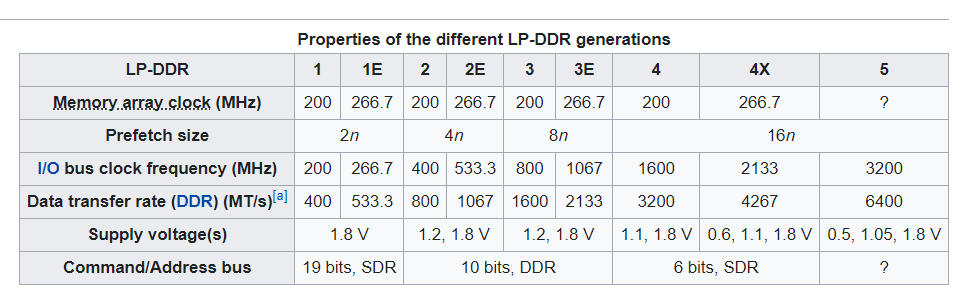 Properties of the different LP-DDR generations
LP-DDR 1 1E 2 2E 3 3E 4 4X 5
Memory array clock (MHz) 200 266.7 200 266.7 200 266.7 200 266.7 ?
Prefetch size 2n 4n 8n 16n
I/O bus clock frequency (MHz) 200 266.7 400 533.3 800 1067 1600 2133 3200
Data transfer rate (DDR) (MT/s)[a] 400 533.3 800 1067 1600 2133 3200 4267 6400
Supply voltage(s) 1.8 V 1.2, 1.8 V 1.2, 1.8 V 1.1, 1.8 V 0.6, 1.1, 1.8 V 0.5, 1.05, 1.8 V
Command/Address bus 19 bits, SDR 10 bits, DDR 6 bits, SDR ?